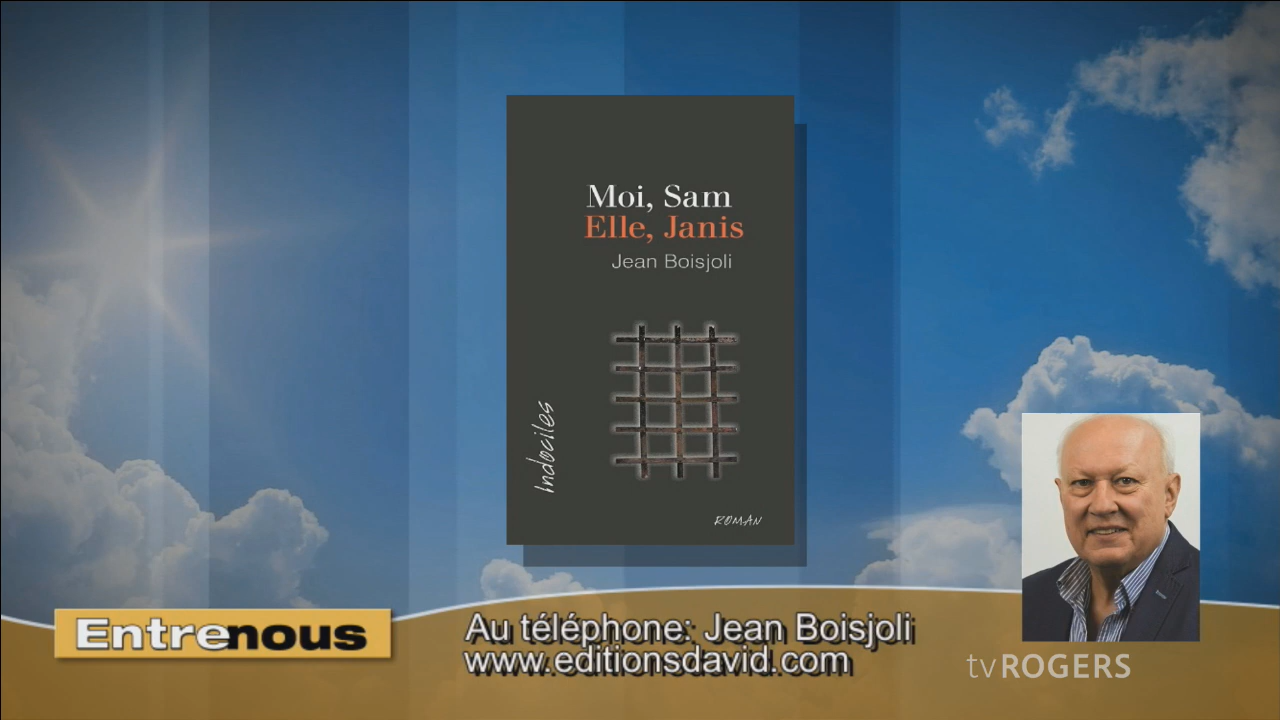 Moi, Sam
Elle, Janis
Jean Boisjoli
Indociles
ROMAN
Entrenous
Au téléphone: Jean Boisjoli
www.editionsdavid.com
tvROGERS